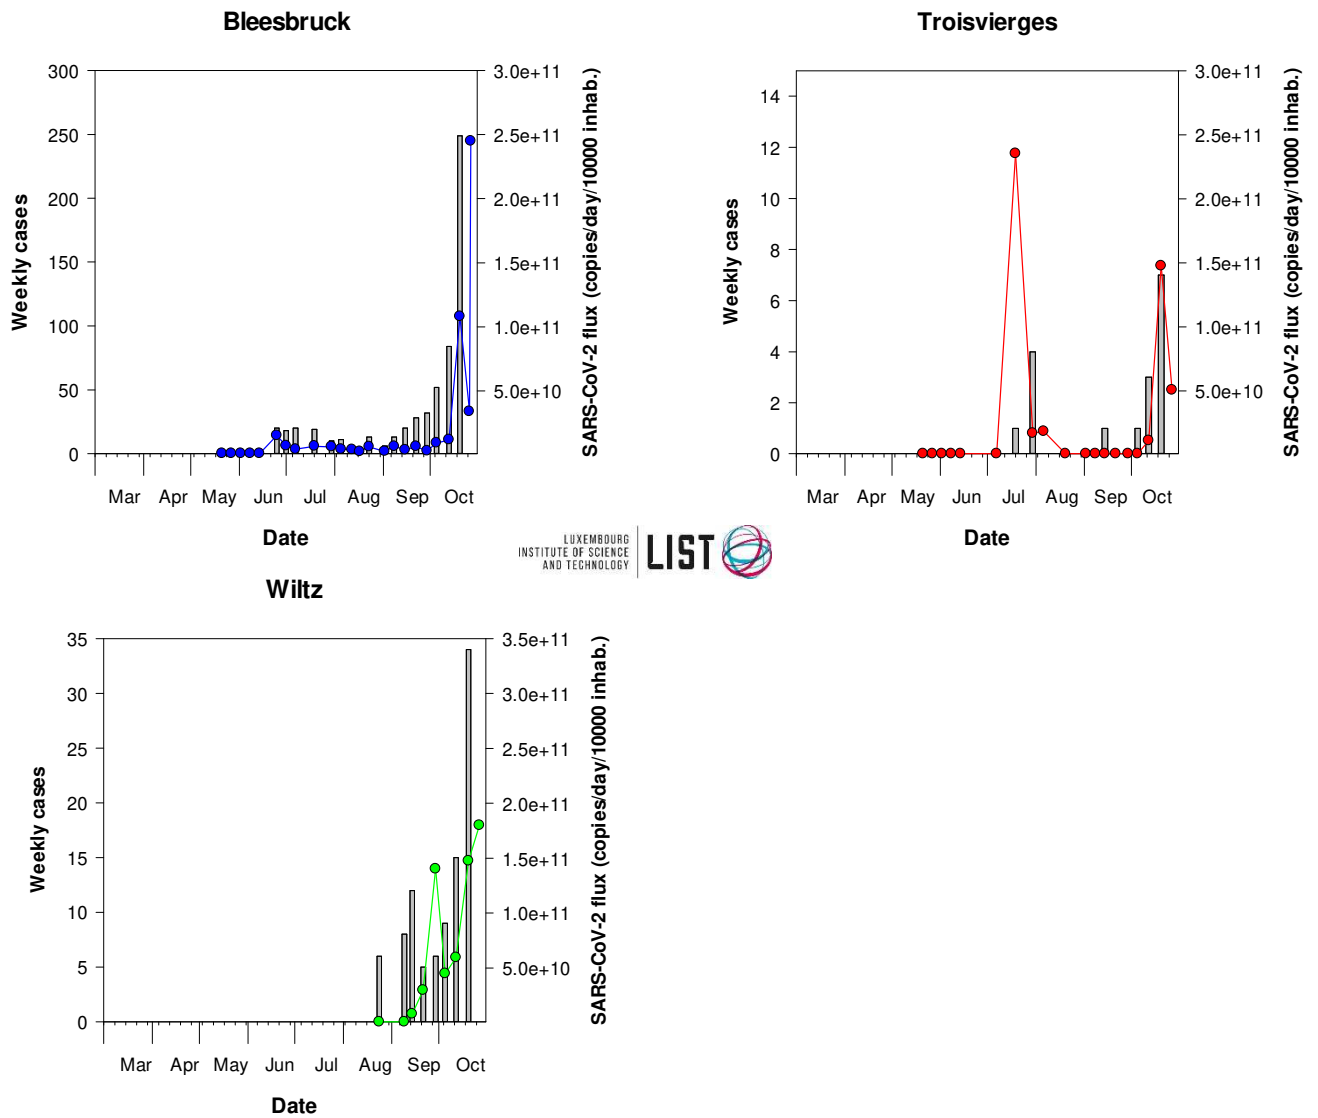 Bleesbruck
300
250
200
150
100
50
0
Weekly cases
3.0e+11
2.5e+11
2.0e+11
1.5e+11
1.0e+11
5.0e+10
SARS-CoV-2 flux (copies/day/10000 inhab.)
Mar Apr May Jun Jul Aug Sep Oct
Date
Troisvierges
14
12
10
8
6
4
2
0
Weekly cases
3.0e+11
2.5e+11
2.0e+11
1.5e+11
1.0e+11
5.0e+10
SARS-CoV-2 flux (copies/day/10000 inhab.)
Mar Apr May Jun Jul Aug Sep Oct
Date
LUXEMBOURG
INSTITUTE OF SCIENCE
AND TECHNOLOGY
LIST
Wiltz
35
30
25
20
15
10
5
0
Weekly cases
3.5e+11
3.0e+11
2.5e+11
2.0e+11
1.5e+11
1.0e+11
5.0e+10
SARS-CoV-2 flux (copies/day/10000 inhab.)
Mar Apr May Jun Jul Aug Sep Oct
Date